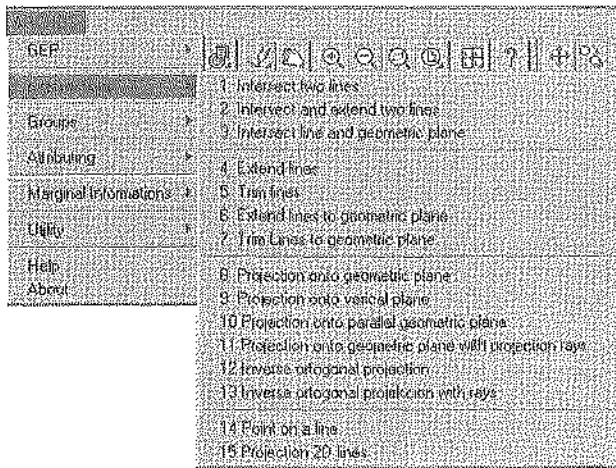 GEP
Groups
Attributing
Marginal Informations
Utility
Help
About
?
1 Intersect two lines
2 Intersect and extend two lines
3 Intersect line and geometric plane
4 Extend lines
5 Trim lines
6 Extend lines to geometric plane
7 Trim Lines to geometric plane
8 Projection onto geometric plane
9 Projection onto vertical plane
10 Projection onto parallel geometric plane
11 Projection onto geometric plane with projection rays
12 Inverse ortogonal projection
13 Inverse ortogonal projekcion with rays
14 Point on a line
15 Projection 2D lines